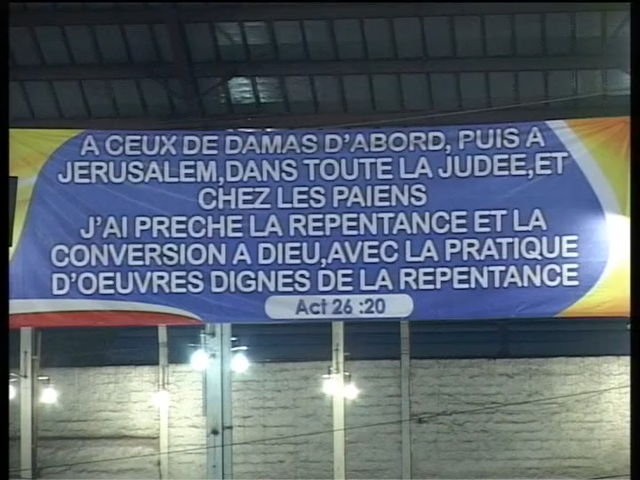 A CEUX DE DAMAS D'ABORD, PUIS A
JERUSALEM,DANS TOUTE LA JUDEE,ET
CHEZ LES PAIENS
J'AI PRECHE LA REPENTANCE ET LA
CONVERSION A DIEU,AVEC LA PRATIQUE
D'OEUVRES DIGNES DE LA REPENTANCE
Act 26 :20